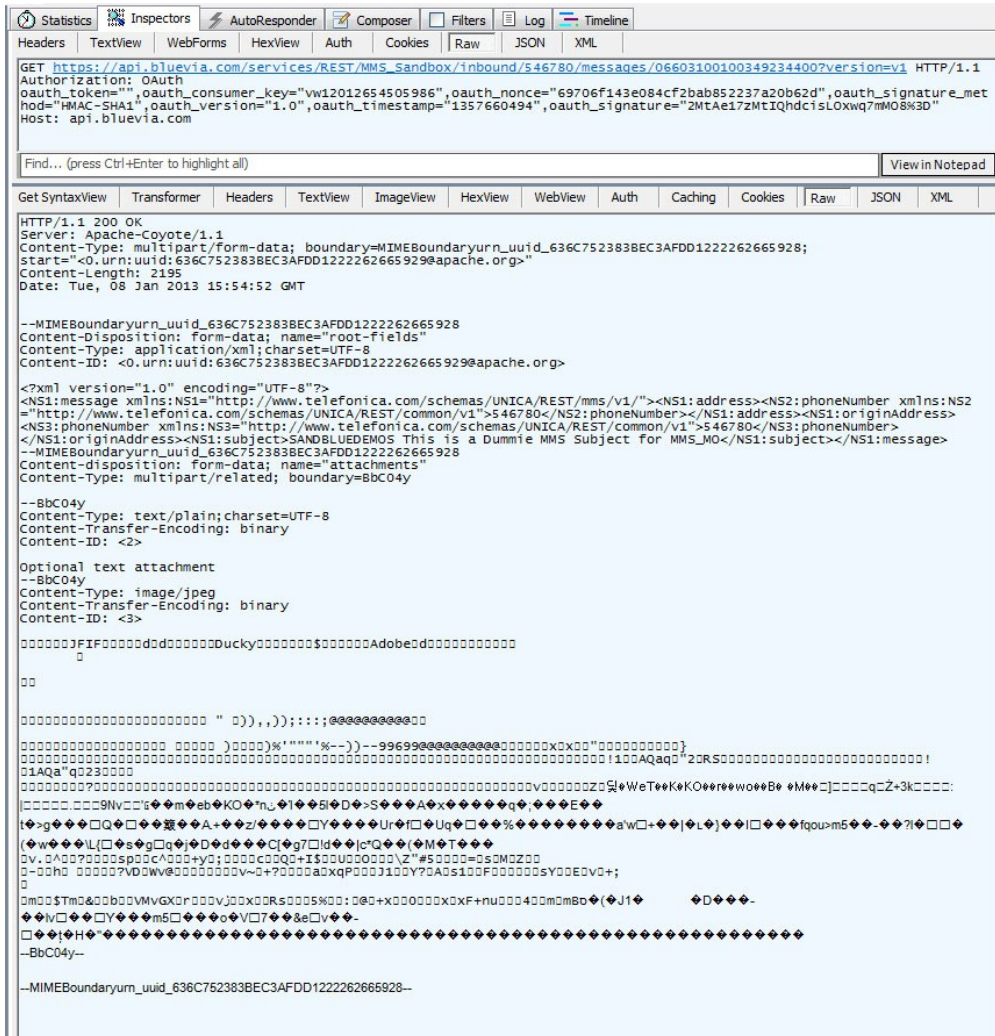 Statistics Inspectors AutoResponder Composer Filters Log Timeline
Headers TextView WebForms HexView Auth Cookies Raw JSON XML
GET https://api.bluevia.com/services/REST/MMS_Sandbox/inbound/546780/messages/06603100100349234400?version=v1 HTTP/1.1
Authorization: OAuth
oauth_token="",oauth_consumer_key="vw12012654505986",oauth_nonce="69706f143e084cf2bab852237a20b62d",oauth_signature_met
hod="HMAC-SHA1",oauth_version="1.0",oauth_timestamp="1357660494",oauth_signature="2MtAe17zMtIQhdcisLOxwq7mMO8%3D"
Host: api.bluevia.com
Find... (press Ctrl+Enter to highlight all) View in Notepad
Get SyntaxView Transformer Headers TextView ImageView HexView WebView Auth Caching Cookies Raw JSON XML
HTTP/1.1 200 OK
Server: Apache-Coyote/1.1
Content-Type: multipart/form-data; boundary=MIMEBoundaryurn_uuid_636C752383BEC3AFDD1222262665928;
start="<0.urn:uuid:636C752383BEC3AFDD1222262665929@apache.org>"
Content-Length: 2195
Date: Tue, 08 Jan 2013 15:54:52 GMT
--MIMEBoundaryurn_uuid_636C752383BEC3AFDD1222262665928
Content-Disposition: form-data; name="root-fields"
Content-Type: application/xml;charset=UTF-8
Content-ID: <0.urn:uuid:636C752383BEC3AFDD1222262665929@apache.org>
<?xml version="1.0" encoding="UTF-8"?>
<NS1:message xmlns:NS1="http://www.telefonica.com/schemas/UNICA/REST/mms/v1/"><NS1:address><NS2:phoneNumber xmlns:NS2
="http://www.telefonica.com/schemas/UNICA/REST/common/v1">546780</NS2:phoneNumber></NS1:address><NS1:originAddress>
<NS3:phoneNumber xmlns:NS3="http://www.telefonica.com/schemas/UNICA/REST/common/v1">546780</NS3:phoneNumber>
</NS1:originAddress><NS1:subject>SANDBLUEDEMOS This is a Dummie MMS Subject for MMS_MO</NS1:subject></NS1:message>
--MIMEBoundaryurn_uuid_636C752383BEC3AFDD1222262665928
Content-disposition: form-data; name="attachments"
Content-Type: multipart/related; boundary=BbC04y
--BbC04y
Content-Type: text/plain;charset=UTF-8
Content-Transfer-Encoding: binary
Content-ID: <2>
Optional text attachment
--BbC04y
Content-Type: image/jpeg
Content-Transfer-Encoding: binary
Content-ID: <3>
JFIF Ducky Adobe
--BbC04y--
--MIMEBoundaryurn_uuid_636C752383BEC3AFDD1222262665928--